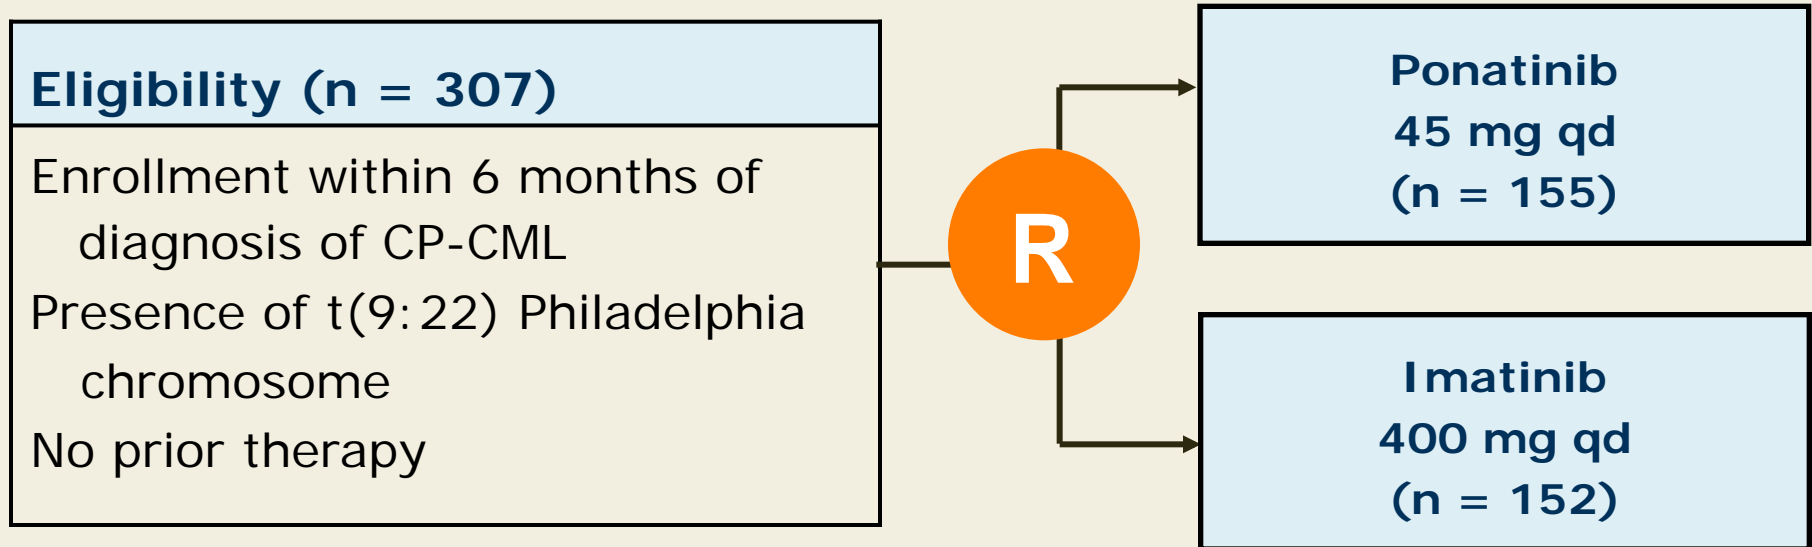 Eligibility (n = 307)
Enrollment within 6 months of
diagnosis of CP-CML
Presence of t(9:22) Philadelphia
chromosome
No prior therapy
R
Ponatinib
45 mg qd
(n = 155)
Imatinib
400 mg qd
(n = 152)